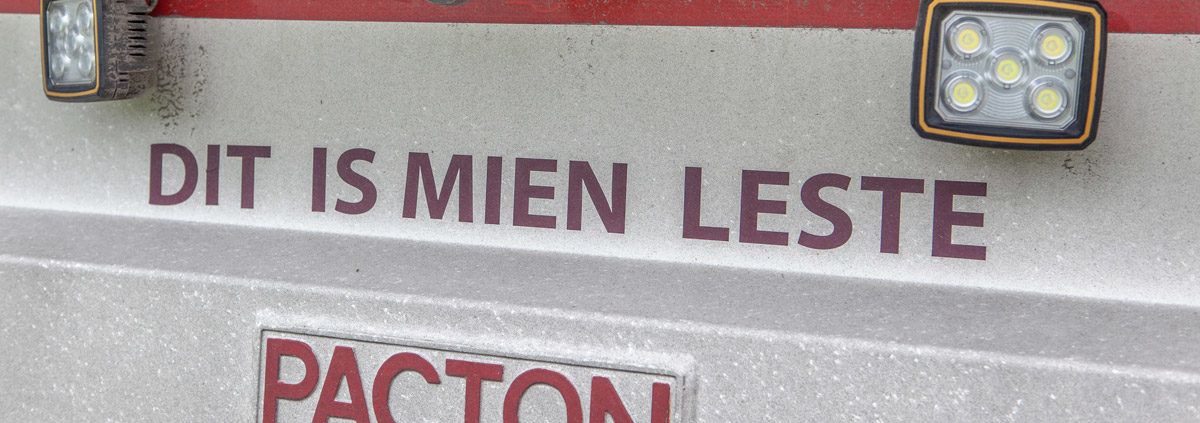 DIT IS MIEN LESTE
PACTON